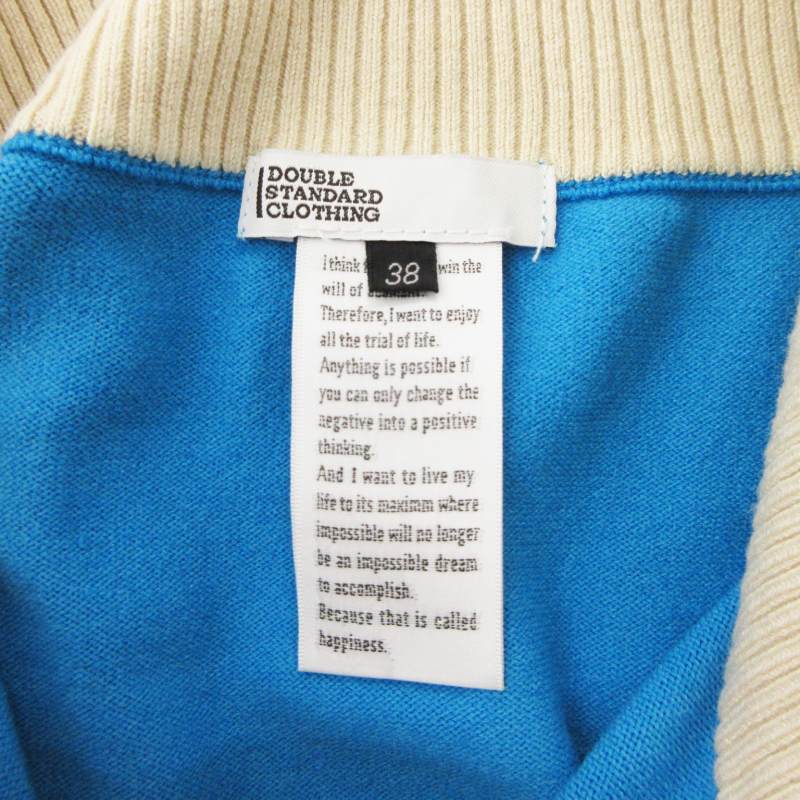 DOUBLE
STANDARD
CLOTHING
38
I think win the
will of
Therefore, I want to enjoy
all the trial of life.
Anything is possible if
you can only change the
negative into a positive
thinking.
And I want to live my
life to its maximm where
impossible will no longer
be an impossible dream
to accomplish.
Because that is called
happiness.